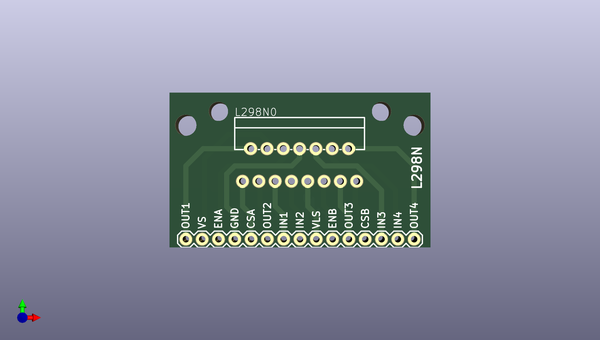 L298N0
L298N
OUT1
VS
ENA
GND
CSA
OUT2
IN1
IN2
VLS
ENB
OUT3
CSB
IN3
IN4
OUT4